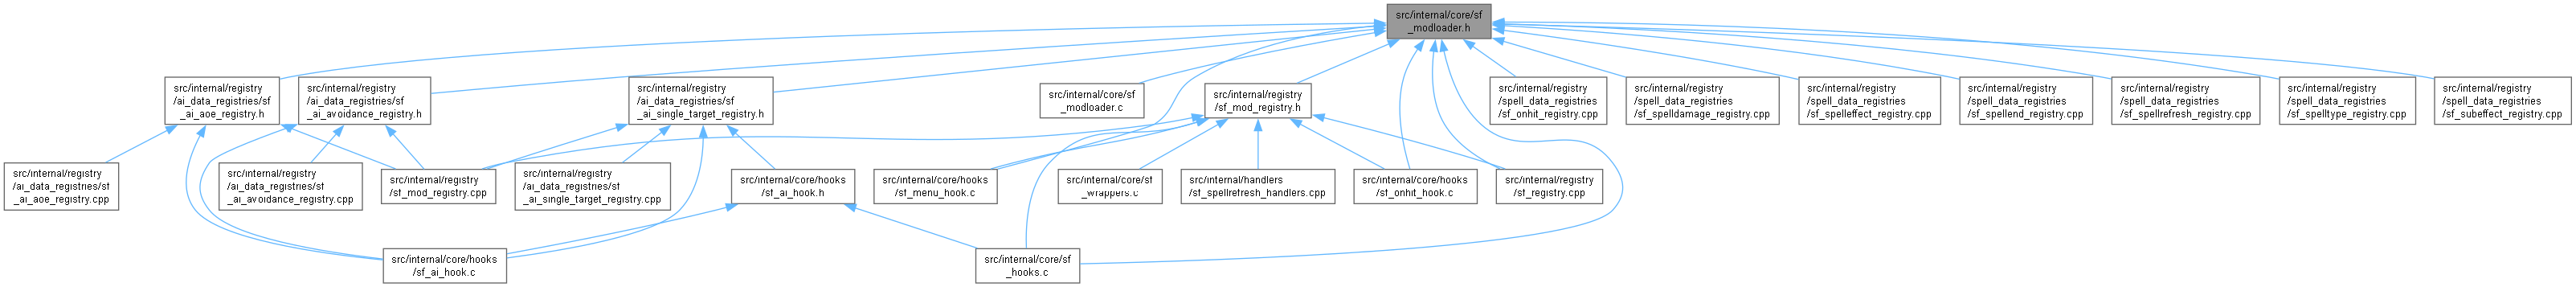 src/internal/core/sf
_modloader.h
src/internal/registry
/ai_data_registries/sf
_ai_aoe_registry.h
src/internal/registry
/ai_data_registries/sf
_ai_avoidance_registry.h
src/internal/registry
/ai_data_registries/sf
_ai_single_target_registry.h
src/internal/core/sf
_modloader.c
src/internal/registry
/sf_mod_registry.h
src/internal/registry
/spell_data_registries
/sf_onhit_registry.cpp
src/internal/registry
/spell_data_registries
/sf_spelldamage_registry.cpp
src/internal/registry
/spell_data_registries
/sf_spelleffect_registry.cpp
src/internal/registry
/spell_data_registries
/sf_spellend_registry.cpp
src/internal/registry
/spell_data_registries
/sf_spellrefresh_registry.cpp
src/internal/registry
/spell_data_registries
/sf_spelltype_registry.cpp
src/internal/registry
/spell_data_registries
/sf_subeffect_registry.cpp
src/internal/registry
/ai_data_registries/sf
_ai_aoe_registry.cpp
src/internal/registry
/ai_data_registries/sf
_ai_avoidance_registry.cpp
src/internal/registry
/sf_mod_registry.cpp
src/internal/registry
/ai_data_registries/sf
_ai_single_target_registry.cpp
src/internal/core/hooks
/sf_ai_hook.h
src/internal/core/hooks
/sf_menu_hook.c
src/internal/core/sf
_wrappers.c
src/internal/handlers
/sf_spellrefresh_handlers.cpp
src/internal/core/hooks
/sf_onhit_hook.c
src/internal/registry
/sf_registry.cpp
src/internal/core/hooks
/sf_ai_hook.c
src/internal/core/sf
_hooks.c